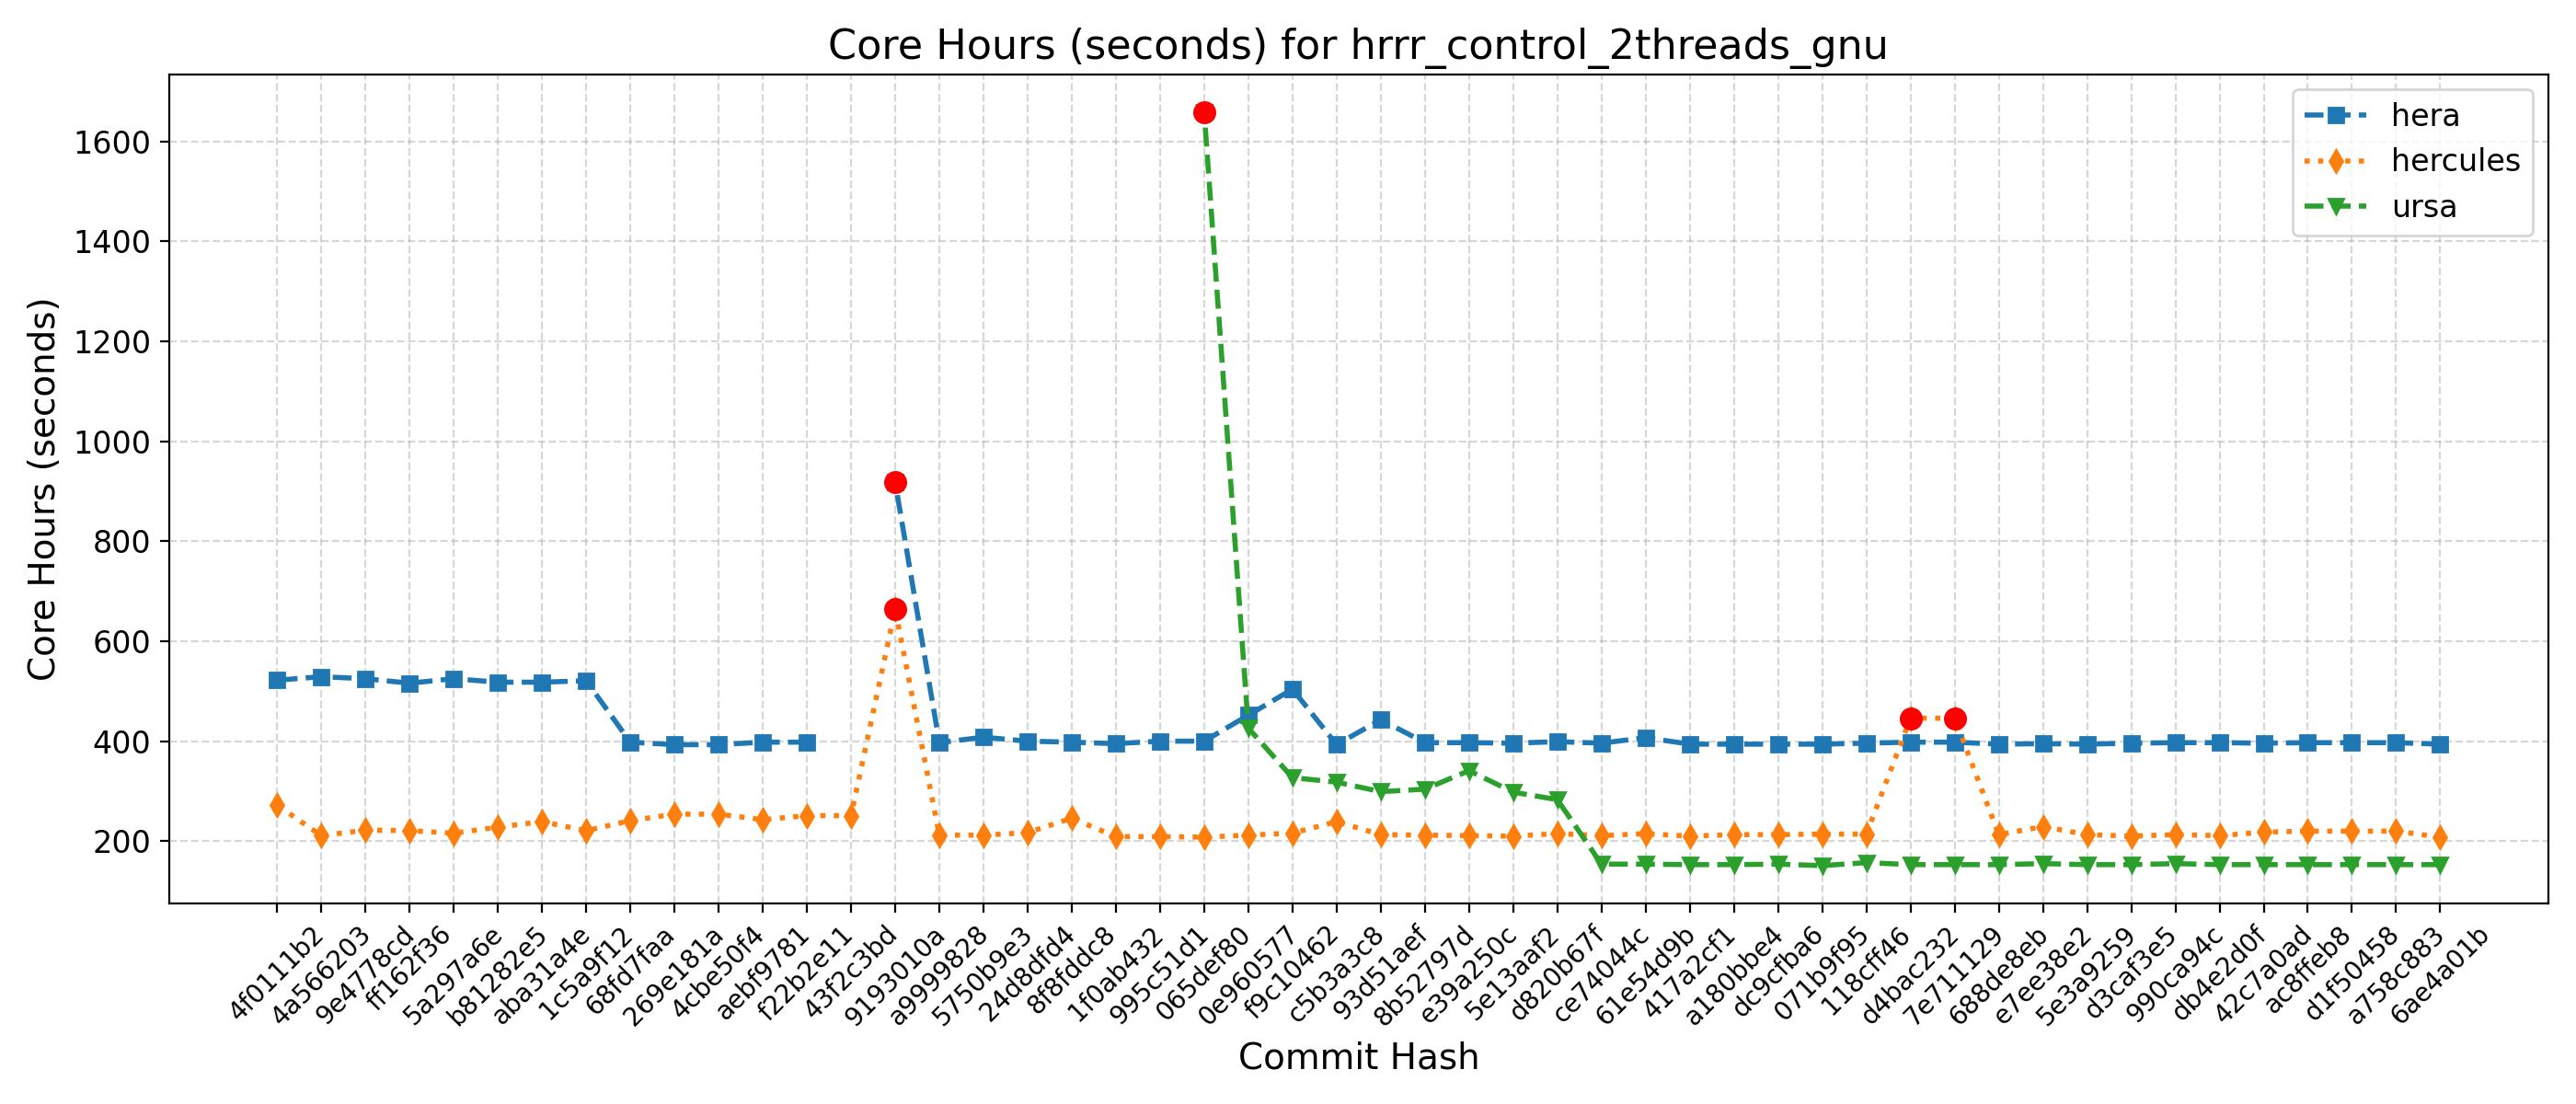 Core Hours (seconds) for hrrr_control_2threads_gnu
hera
hercules
ursa
Core Hours (seconds)
1600
1400
1200
1000
800
600
400
200
4f0111b2
4a566203
9e4778cd
ff162f36
5a297a6e
b81282e5
aba31a4e
1c5a9f12
68fd7faa
269e181a
4cbe50f4
aebf9781
f22b2e11
43f2c3bd
9193010a
a9999828
5750b9e3
24d8dfd4
8f8fddc8
1f0ab432
995c51d1
065def80
0e960577
f9c10462
c5b3a3c8
93d51aef
8b52797d
e39a250c
5e13aaf2
d820b67f
ce74044c
61e54d9b
417a2cf1
a180bbe4
dc9cfba6
071b9f95
118cff46
d4bac232
7e711129
688de8eb
e7ee38e2
5e3a9259
d3caf3e5
990ca94c
db4e2d0f
42c7a0ad
ac8ffeb8
d1f50458
a758c883
6ae4a01b
Commit Hash